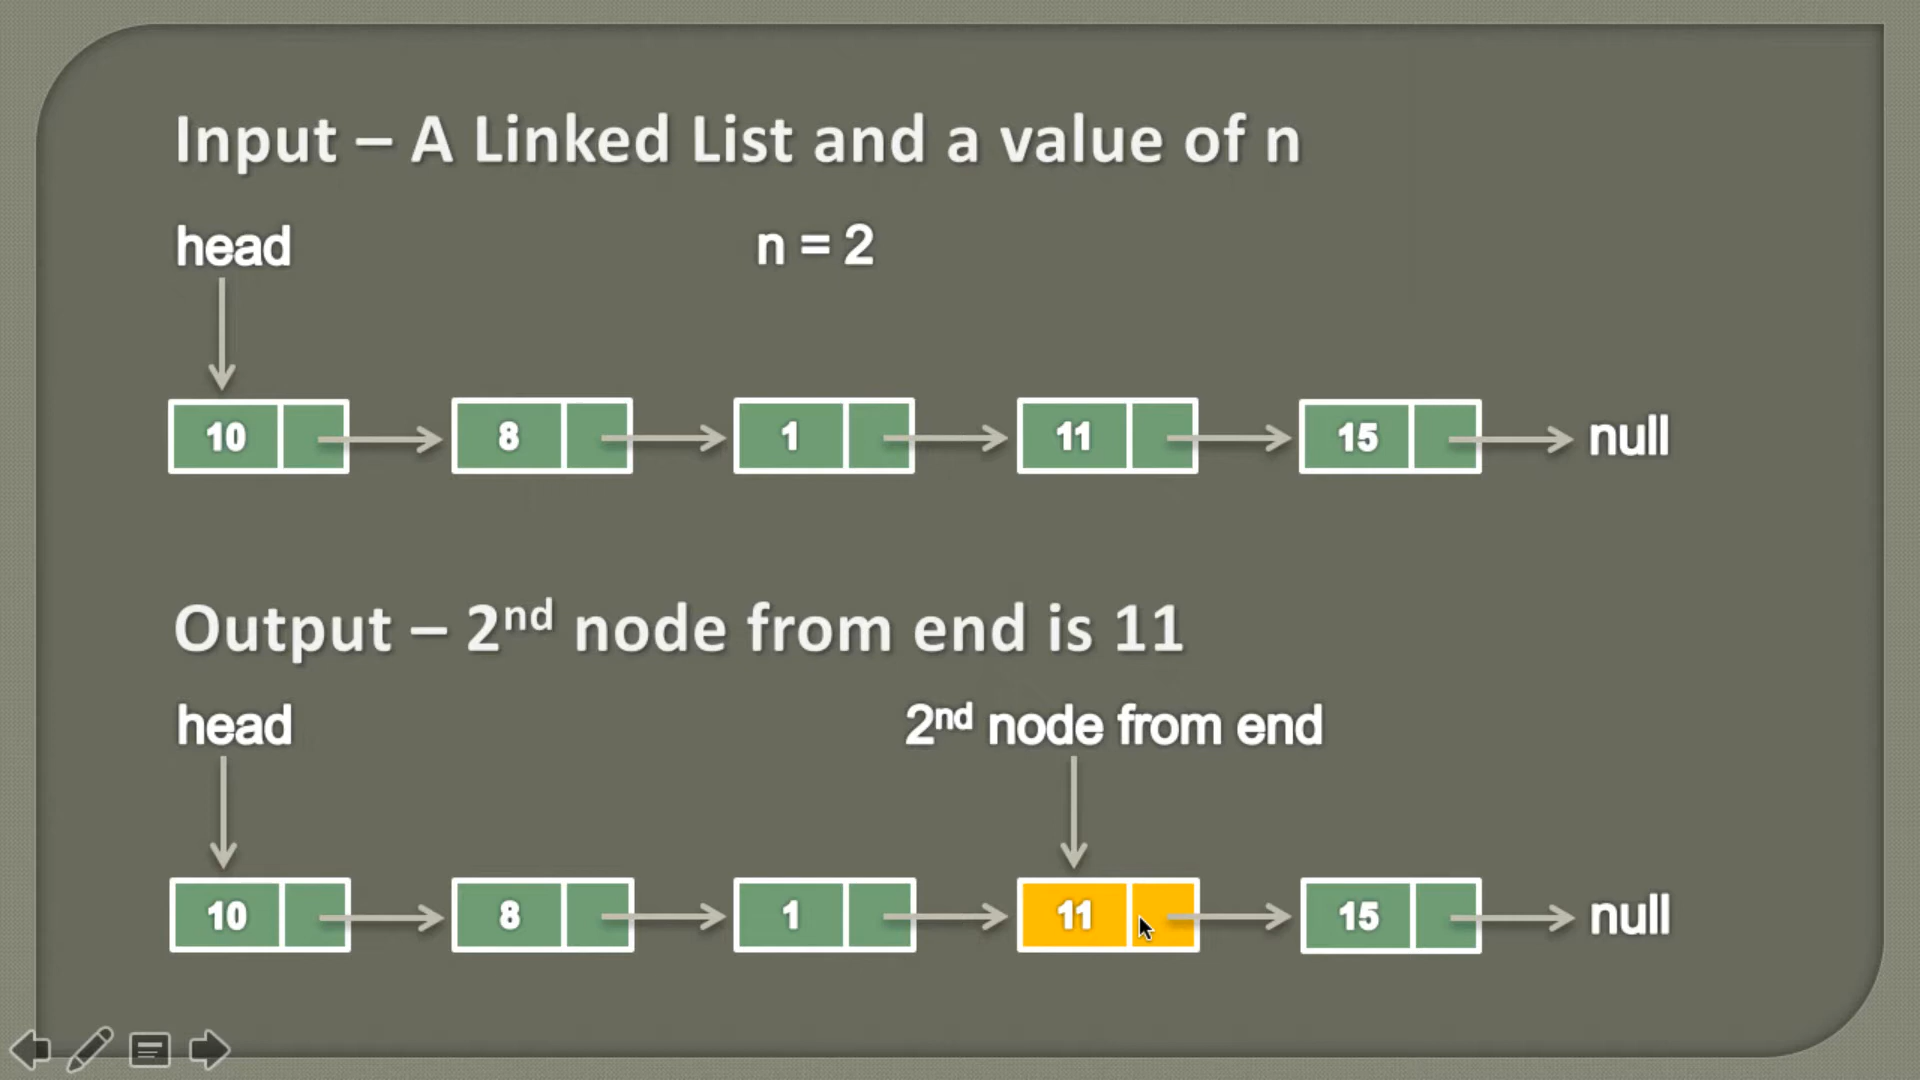 Input – A Linked List and a value of n
head n = 2
10 8 1 11 15 null
Output – 2nd node from end is 11
head 2nd node from end
10 8 1 11 15 null